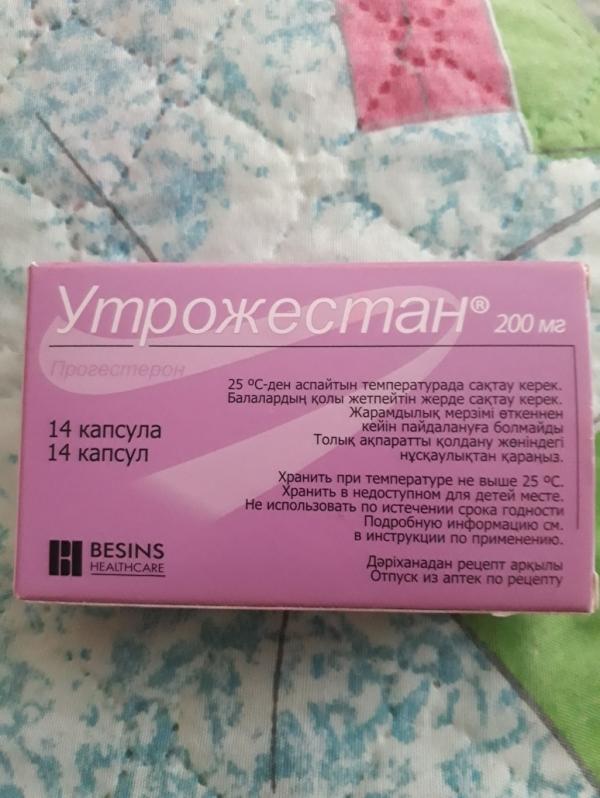 Утрожестан® 200 мг
Прогестерон
25 ºС-ден аспайтын температурада сақтау керек.
Балалардың қолы жетпейтін жерде сақтау керек.
Жарамдылық мерзімі өткеннен
кейін пайдалануға болмайды
Толық ақпаратты қолдану жөніндегі
нұсқаулықтан қараңыз.
14 капсула
14 капсул
Хранить при температуре не выше 25 ºС.
Хранить в недоступном для детей месте.
Не использовать по истечении срока годности
Подробную информацию см.
в инструкции по применению.
BESINS
HEALTHCARE
Дәріханадан рецепт арқылы
Отпуск из аптек по рецепту